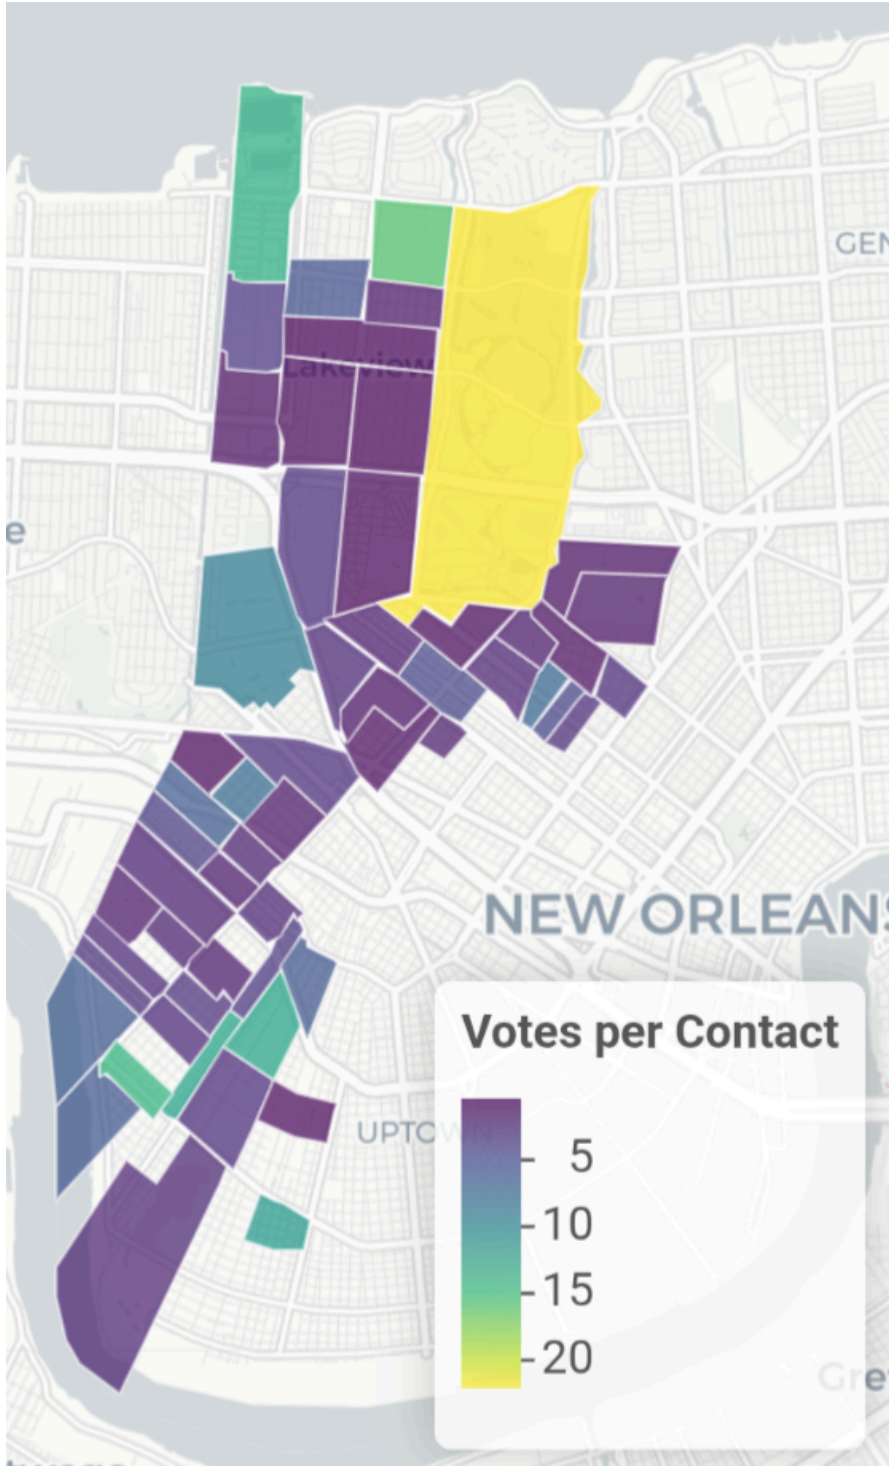 GEN
Lakeview
e
NEW ORLEANS
Votes per Contact
UPTOWN
5
10
15
20
Gre